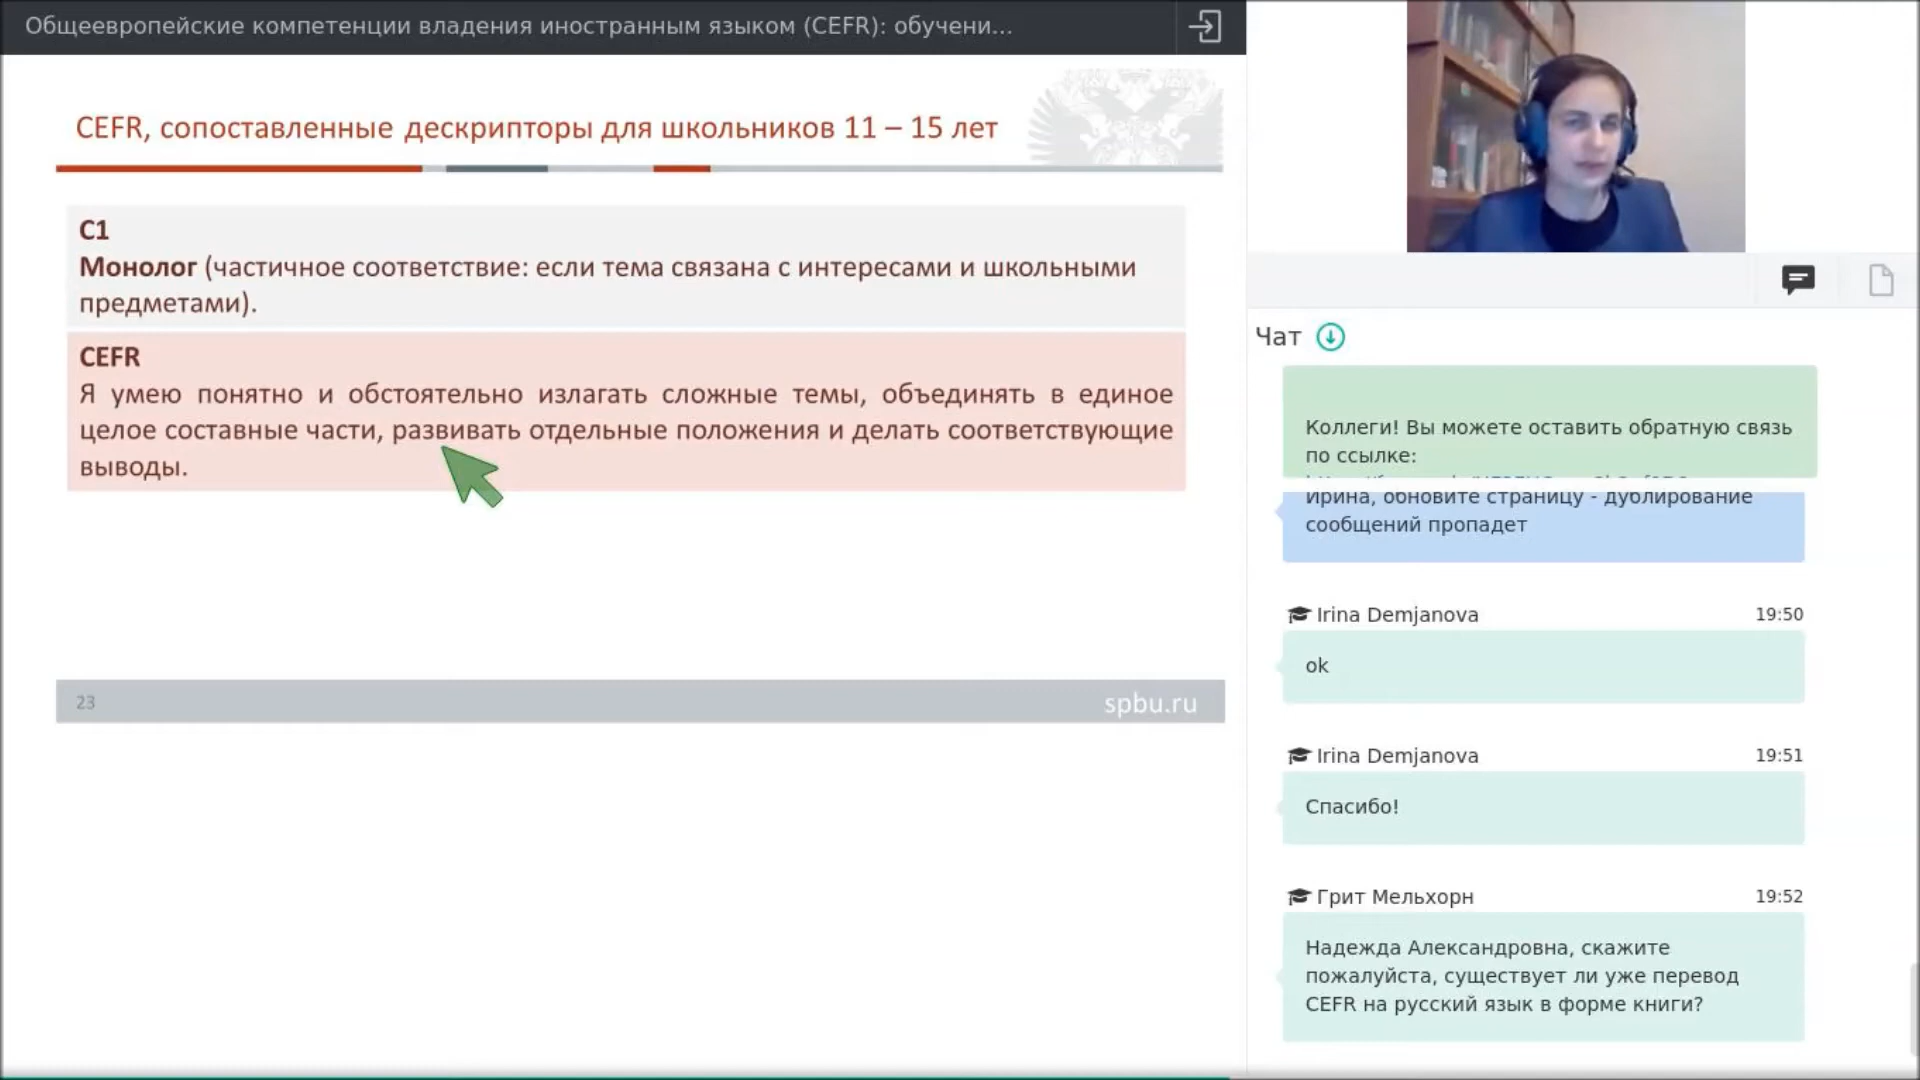 Общеевропейские компетенции владения иностранным языком (CEFR): обучени...
CEFR, сопоставленные дескрипторы для школьников 11 – 15 лет
C1
Монолог (частичное соответствие: если тема связана с интересами и школьными
предметами).
CEFR
Я умею понятно и обстоятельно излагать сложные темы, объединять в единое
целое составные части, развивать отдельные положения и делать соответствующие
выводы.
23
spbu.ru
Чат
Коллеги! Вы можете оставить обратную связь
по ссылке:
Ирина, обновите страницу - дублирование
сообщений пропадет
Irina Demjanova 19:50
ok
Irina Demjanova 19:51
Спасибо!
Грит Мельхорн 19:52
Надежда Александровна, скажите
пожалуйста, существует ли уже перевод
CEFR на русский язык в форме книги?